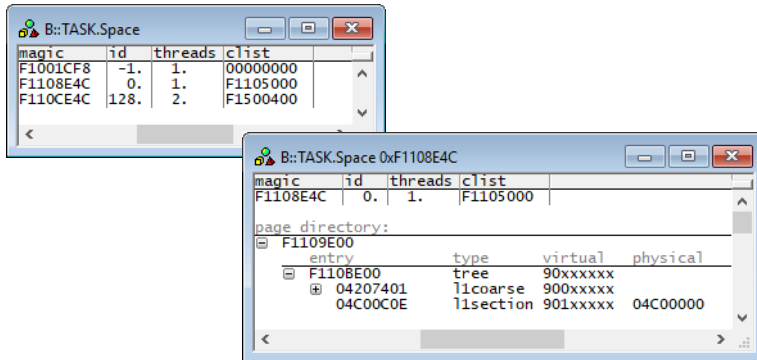 B::TASK.Space
magic id threads clist
F1001CF8 -1. 1. 00000000
F1108E4C 0. 1. F1105000
F110CE4C 128. 2. F1500400
B::TASK.Space 0xF1108E4C
magic id threads clist
F1108E4C 0. 1. F1105000
page directory:
F1109E00
entry type virtual physical
F110BE00 tree 90xxxxxx
04207401 l1coarse 900xxxxx
04C00C0E l1section 901xxxxx 04C00000